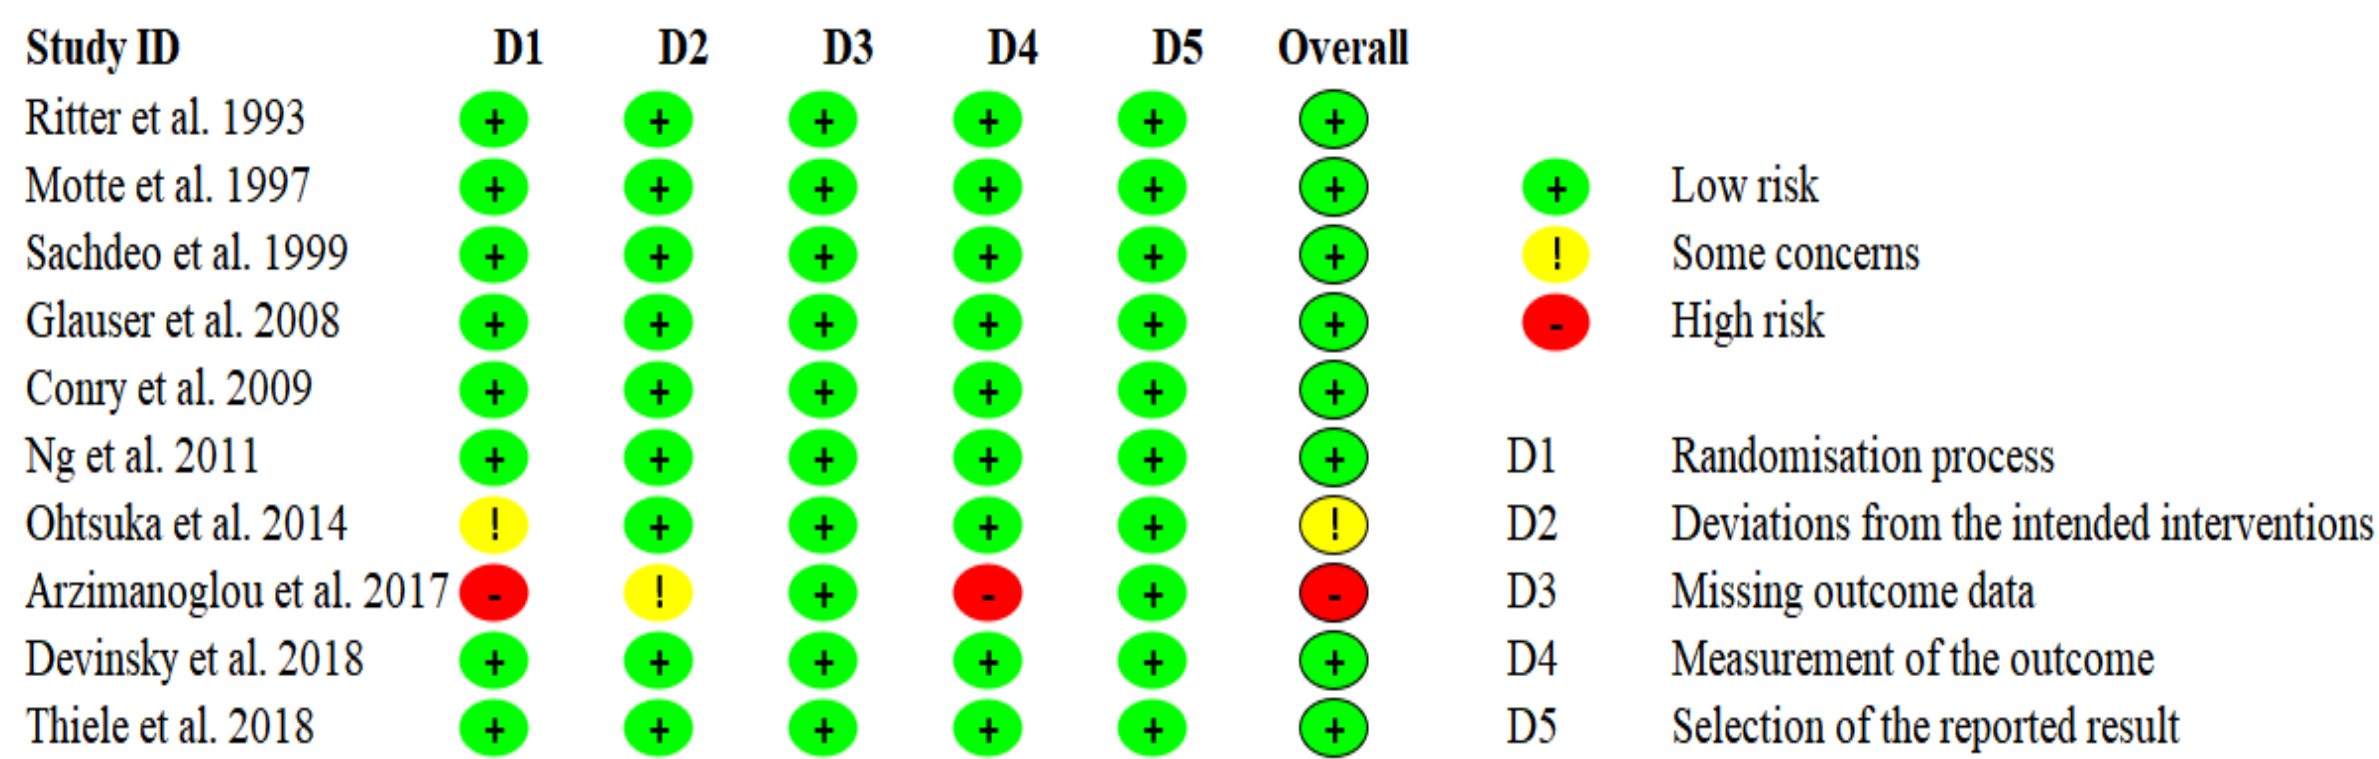 Study ID D1 D2 D3 D4 D5 Overall
Ritter et al. 1993 + + + + + +
Motte et al. 1997 + + + + + + + Low risk
Sachdeo et al. 1999 + + + + + + ! Some concerns
Glauser et al. 2008 + + + + + + - High risk
Conry et al. 2009 + + + + + +
Ng et al. 2011 + + + + + + D1 Randomisation process
Ohtsuka et al. 2014 ! + + + + ! D2 Deviations from the intended interventions
Arzimanoglou et al. 2017 - ! + - + - D3 Missing outcome data
Devinsky et al. 2018 + + + + + + D4 Measurement of the outcome
Thiele et al. 2018 + + + + + + D5 Selection of the reported result